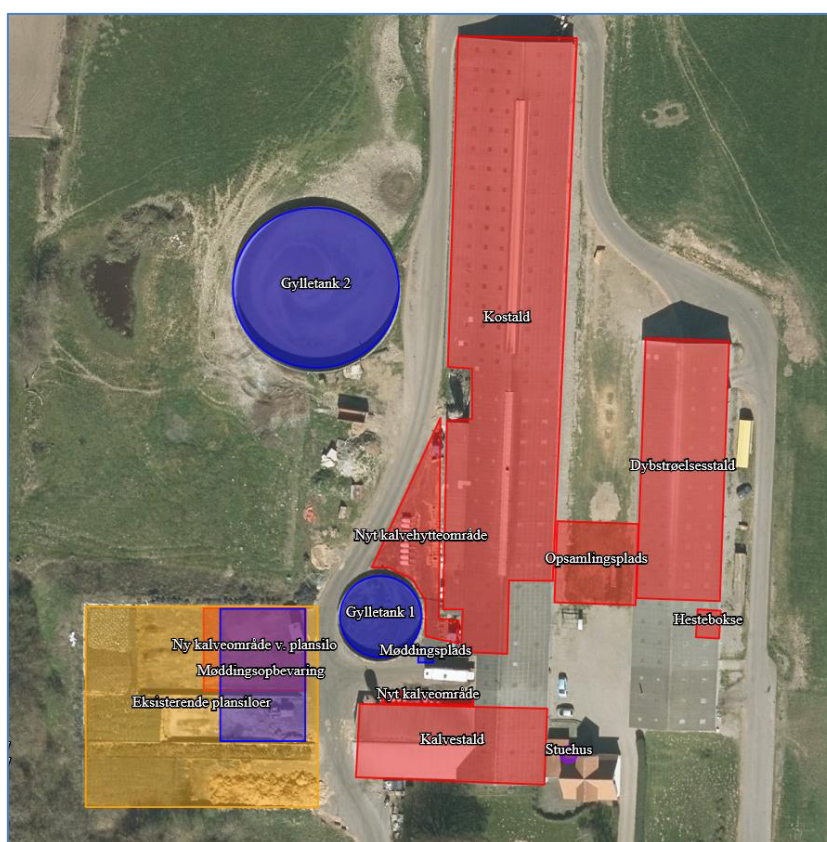 Gylletank 2
Kostald
Dybstrøelsesstald
Nyt kalvehytteområde
Opsamlingsplads
Gylletank 1
Hestebokse
Ny kalveområde v. plansilo
Møddingsplads
Møddingsopbevaring
Eksisterende plansiloer
Nyt kalveområde
Kalvestald
Stuehus